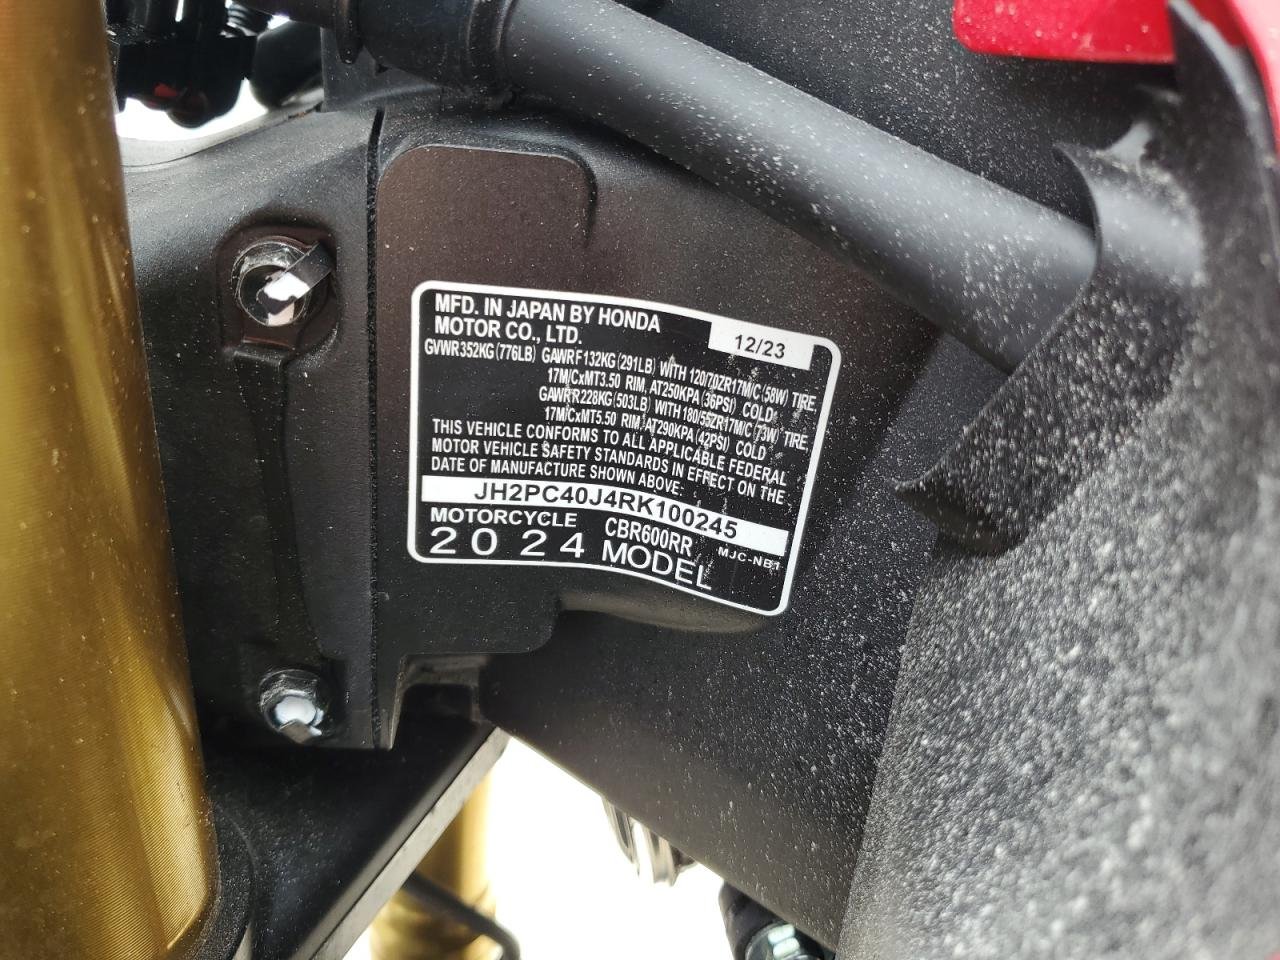 MFD. IN JAPAN BY HONDA
MOTOR CO., LTD.
12/23
GVWR352KG (776LB) GAWRF132KG (291LB) WITH 120/70ZR17M/C (58W) TIRE,
17M/CxMT3.50 RIM, AT250KPA (36PSI) COLD
GAWRR228KG (503LB) WITH 180/55ZR17M/C (73W) TIRE,
17M/CxMT5.50 RIM, AT290KPA (42PSI) COLD
THIS VEHICLE CONFORMS TO ALL APPLICABLE FEDERAL
MOTOR VEHICLE SAFETY STANDARDS IN EFFECT ON THE
DATE OF MANUFACTURE SHOWN ABOVE.
JH2PC40J4RK100245
MOTORCYCLE CBR600RR MJC-NB1
2024 MODEL